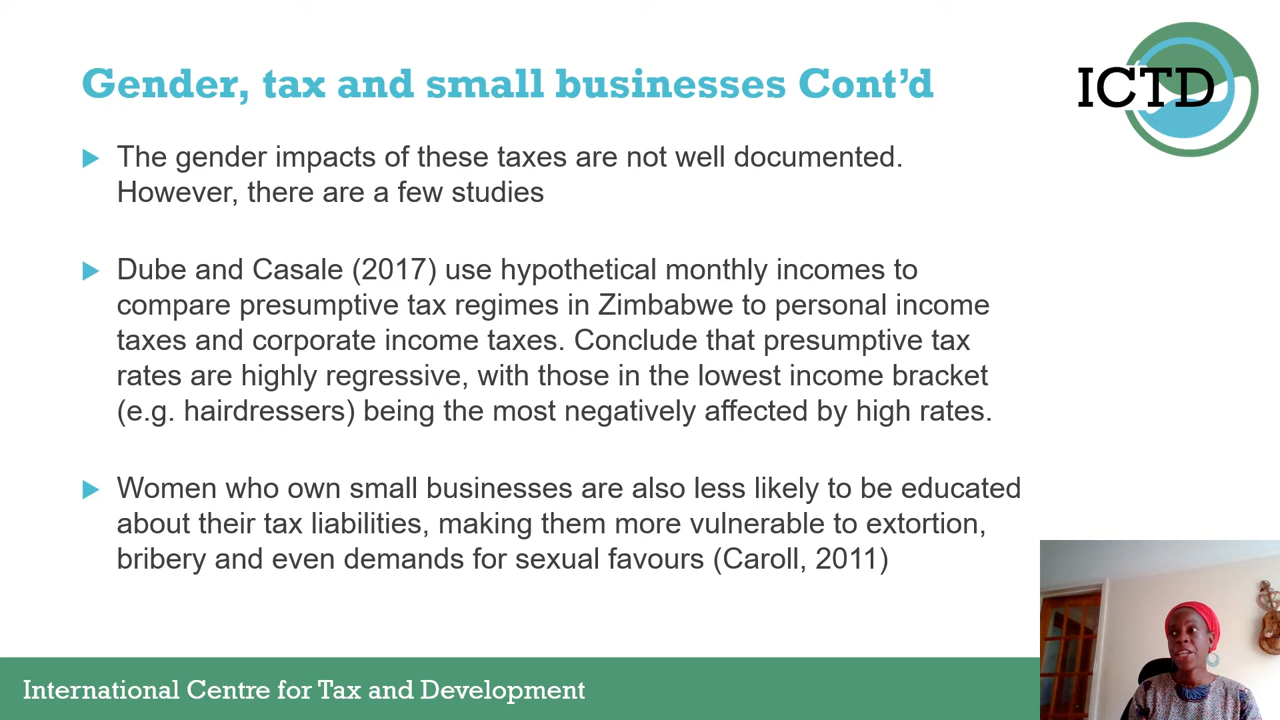 Gender, tax and small businesses Cont’d
ICTD
The gender impacts of these taxes are not well documented.
However, there are a few studies
Dube and Casale (2017) use hypothetical monthly incomes to
compare presumptive tax regimes in Zimbabwe to personal income
taxes and corporate income taxes. Conclude that presumptive tax
rates are highly regressive, with those in the lowest income bracket
(e.g. hairdressers) being the most negatively affected by high rates.
Women who own small businesses are also less likely to be educated
about their tax liabilities, making them more vulnerable to extortion,
bribery and even demands for sexual favours (Caroll, 2011)
International Centre for Tax and Development